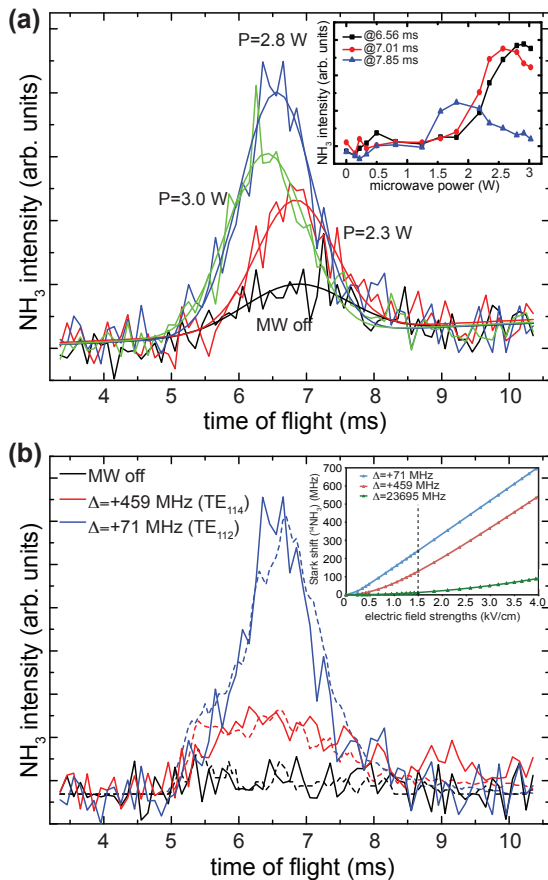 (a)
P=2.8 W
P=3.0 W
P=2.3 W
MW off
NH₃ intensity (arb. units)
4 5 6 7 8 9 10
time of flight (ms)
@6.56 ms
@7.01 ms
@7.85 ms
NH₃ intensity (arb. units)
0 0.5 1.0 1.5 2.0 2.5 3.0
microwave power (W)
(b)
MW off
Δ=+459 MHz (TE₁₁₄)
Δ=+71 MHz (TE₁₁₂)
NH₃ intensity (arb. units)
4 5 6 7 8 9 10
time of flight (ms)
Δ=+71 MHz
Δ=+459 MHz
Δ=23695 MHz
Stark shift (¹⁴NH₃) (MHz)
700
600
500
400
300
200
100
0
0 0.5 1.0 1.5 2.0 2.5 3.0 3.5 4.0
electric field strengths (kV/cm)